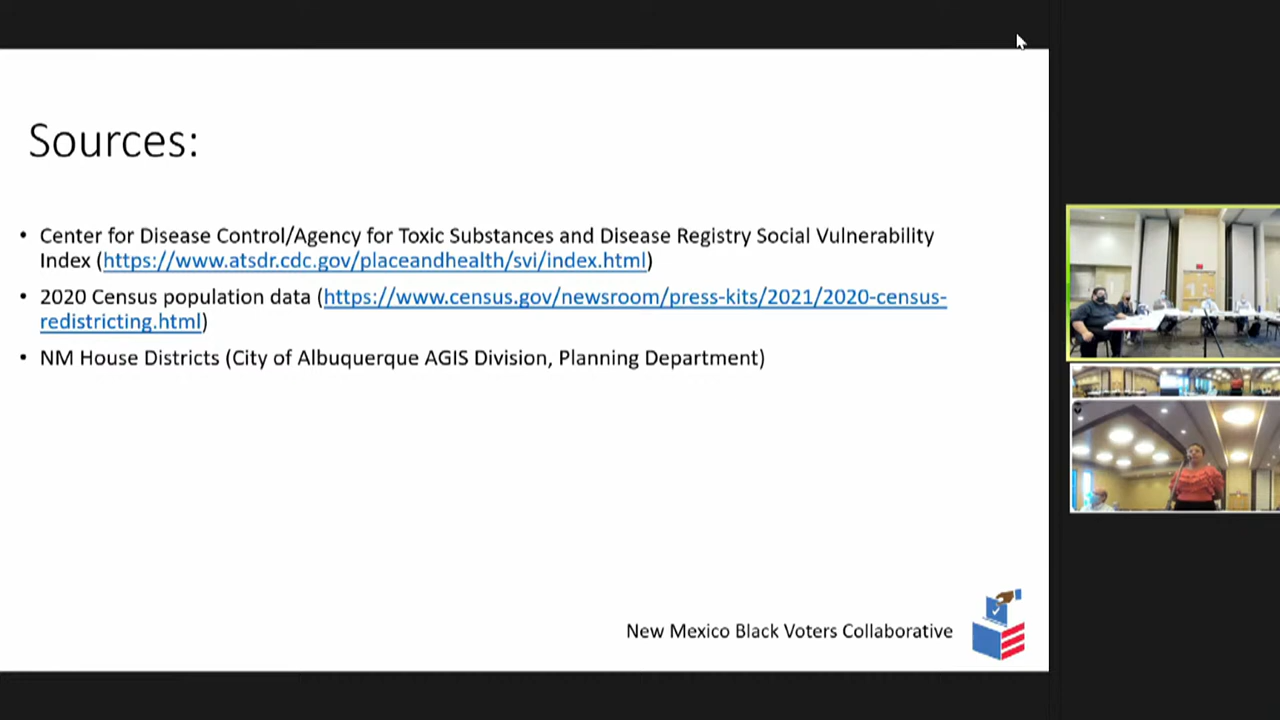 Sources:
• Center for Disease Control/Agency for Toxic Substances and Disease Registry Social Vulnerability
Index (https://www.atsdr.cdc.gov/placeandhealth/svi/index.html)
• 2020 Census population data (https://www.census.gov/newsroom/press-kits/2021/2020-census-
redistricting.html)
• NM House Districts (City of Albuquerque AGIS Division, Planning Department)
New Mexico Black Voters Collaborative